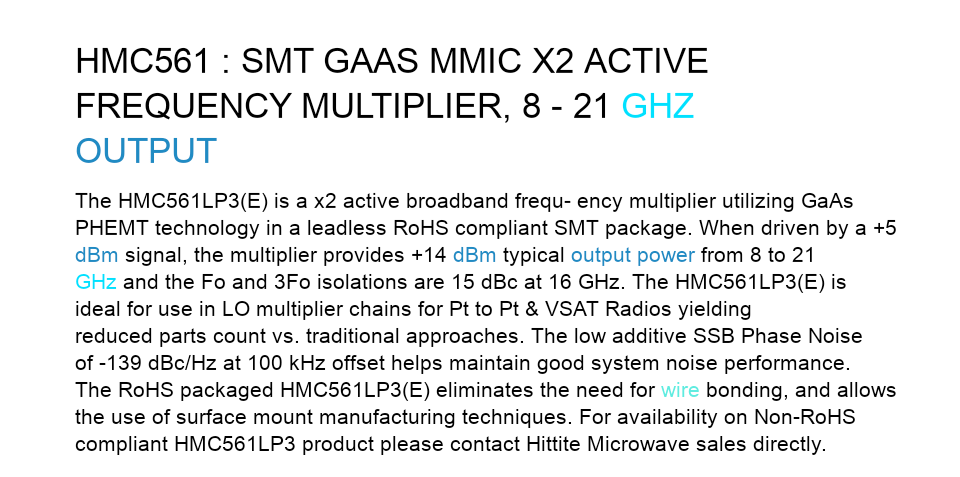 HMC561 : SMT GAAS MMIC X2 ACTIVE
FREQUENCY MULTIPLIER, 8 - 21 GHZ
OUTPUT
The HMC561LP3(E) is a x2 active broadband frequ- ency multiplier utilizing GaAs
PHEMT technology in a leadless RoHS compliant SMT package. When driven by a +5
dBm signal, the multiplier provides +14 dBm typical output power from 8 to 21
GHz and the Fo and 3Fo isolations are 15 dBc at 16 GHz. The HMC561LP3(E) is
ideal for use in LO multiplier chains for Pt to Pt & VSAT Radios yielding
reduced parts count vs. traditional approaches. The low additive SSB Phase Noise
of -139 dBc/Hz at 100 kHz offset helps maintain good system noise performance.
The RoHS packaged HMC561LP3(E) eliminates the need for wire bonding, and allows
the use of surface mount manufacturing techniques. For availability on Non-RoHS
compliant HMC561LP3 product please contact Hittite Microwave sales directly.